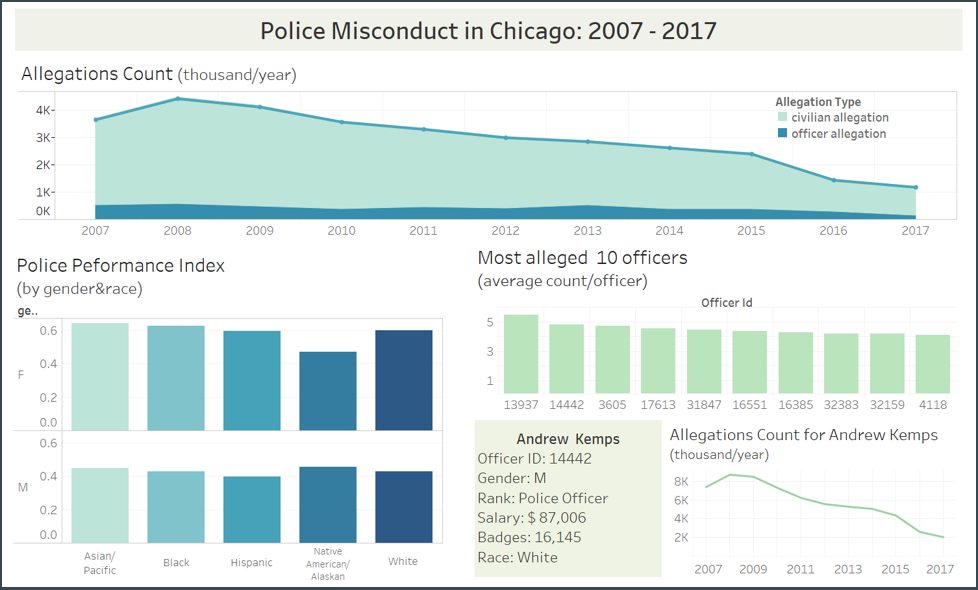 Police Misconduct in Chicago: 2007 - 2017
Allegations Count (thousand/year)
Allegation Type
civilian allegation
officer allegation
4K
3K
2K
1K
0K
2007 2008 2009 2010 2011 2012 2013 2014 2015 2016 2017
Police Peformance Index
(by gender&race)
ge..
F
0.6
0.4
0.2
0.0
M
0.6
0.4
0.2
0.0
Asian/
Pacific
Black
Hispanic
Native
American/
Alaskan
White
Most alleged 10 officers
(average count/officer)
Officer Id
5
3
1
13937 14442 3605 17613 31847 16551 16385 32383 32159 4118
Andrew Kemps
Officer ID: 14442
Gender: M
Rank: Police Officer
Salary: $ 87,006
Badges: 16,145
Race: White
Allegations Count for Andrew Kemps
(thousand/year)
8K
6K
4K
2K
2007 2009 2011 2013 2015 2017